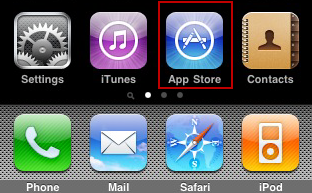 Settings iTunes App Store Contacts
Phone Mail Safari iPod